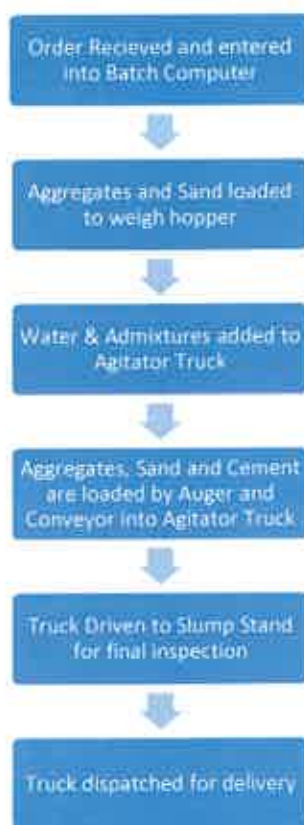 Order Recieved and entered
into Batch Computer
Aggregates and Sand loaded
to weigh hopper
Water & Admixtures added to
Agitator Truck
Aggregates, Sand and Cement
are loaded by Auger and
Conveyor into Agitator Truck
Truck Driven to Slump Stand
for final inspection
Truck dispatched for delivery